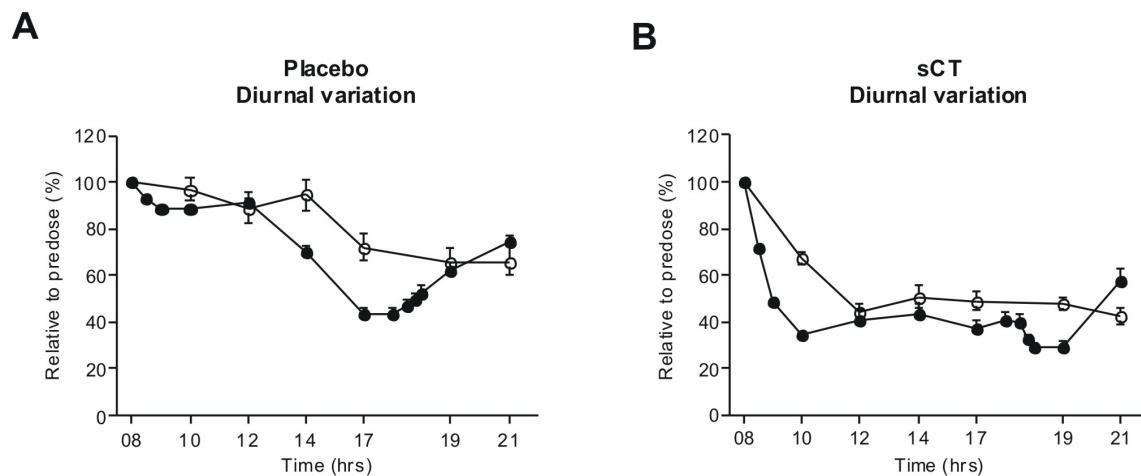 A
Placebo
Diurnal variation
Relative to predose (%)
120
100
80
60
40
20
0
08 10 12 14 17 19 21
Time (hrs)
B
sCT
Diurnal variation
Relative to predose (%)
120
100
80
60
40
20
0
08 10 12 14 17 19 21
Time (hrs)